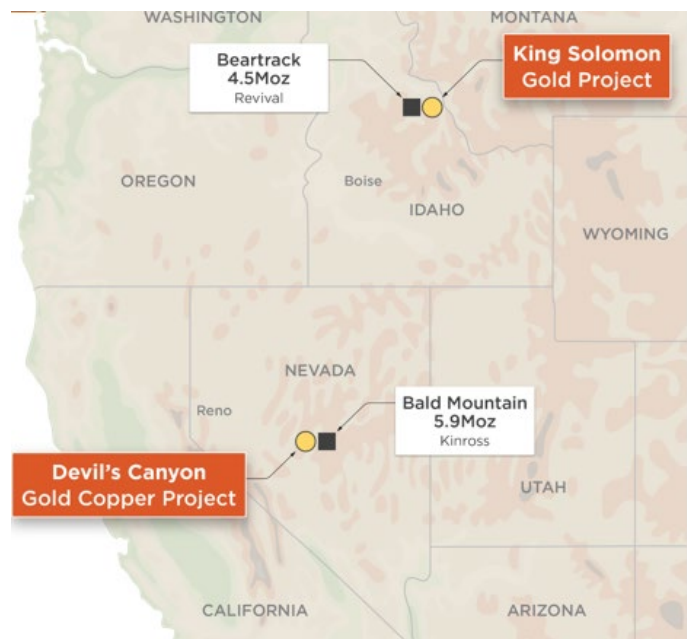 WASHINGTON
MONTANA
Beartrack
4.5Moz
Revival
King Solomon
Gold Project
OREGON
Boise
IDAHO
WYOMING
NEVADA
Reno
Bald Mountain
5.9Moz
Kinross
Devil's Canyon
Gold Copper Project
UTAH
CALIFORNIA
ARIZONA